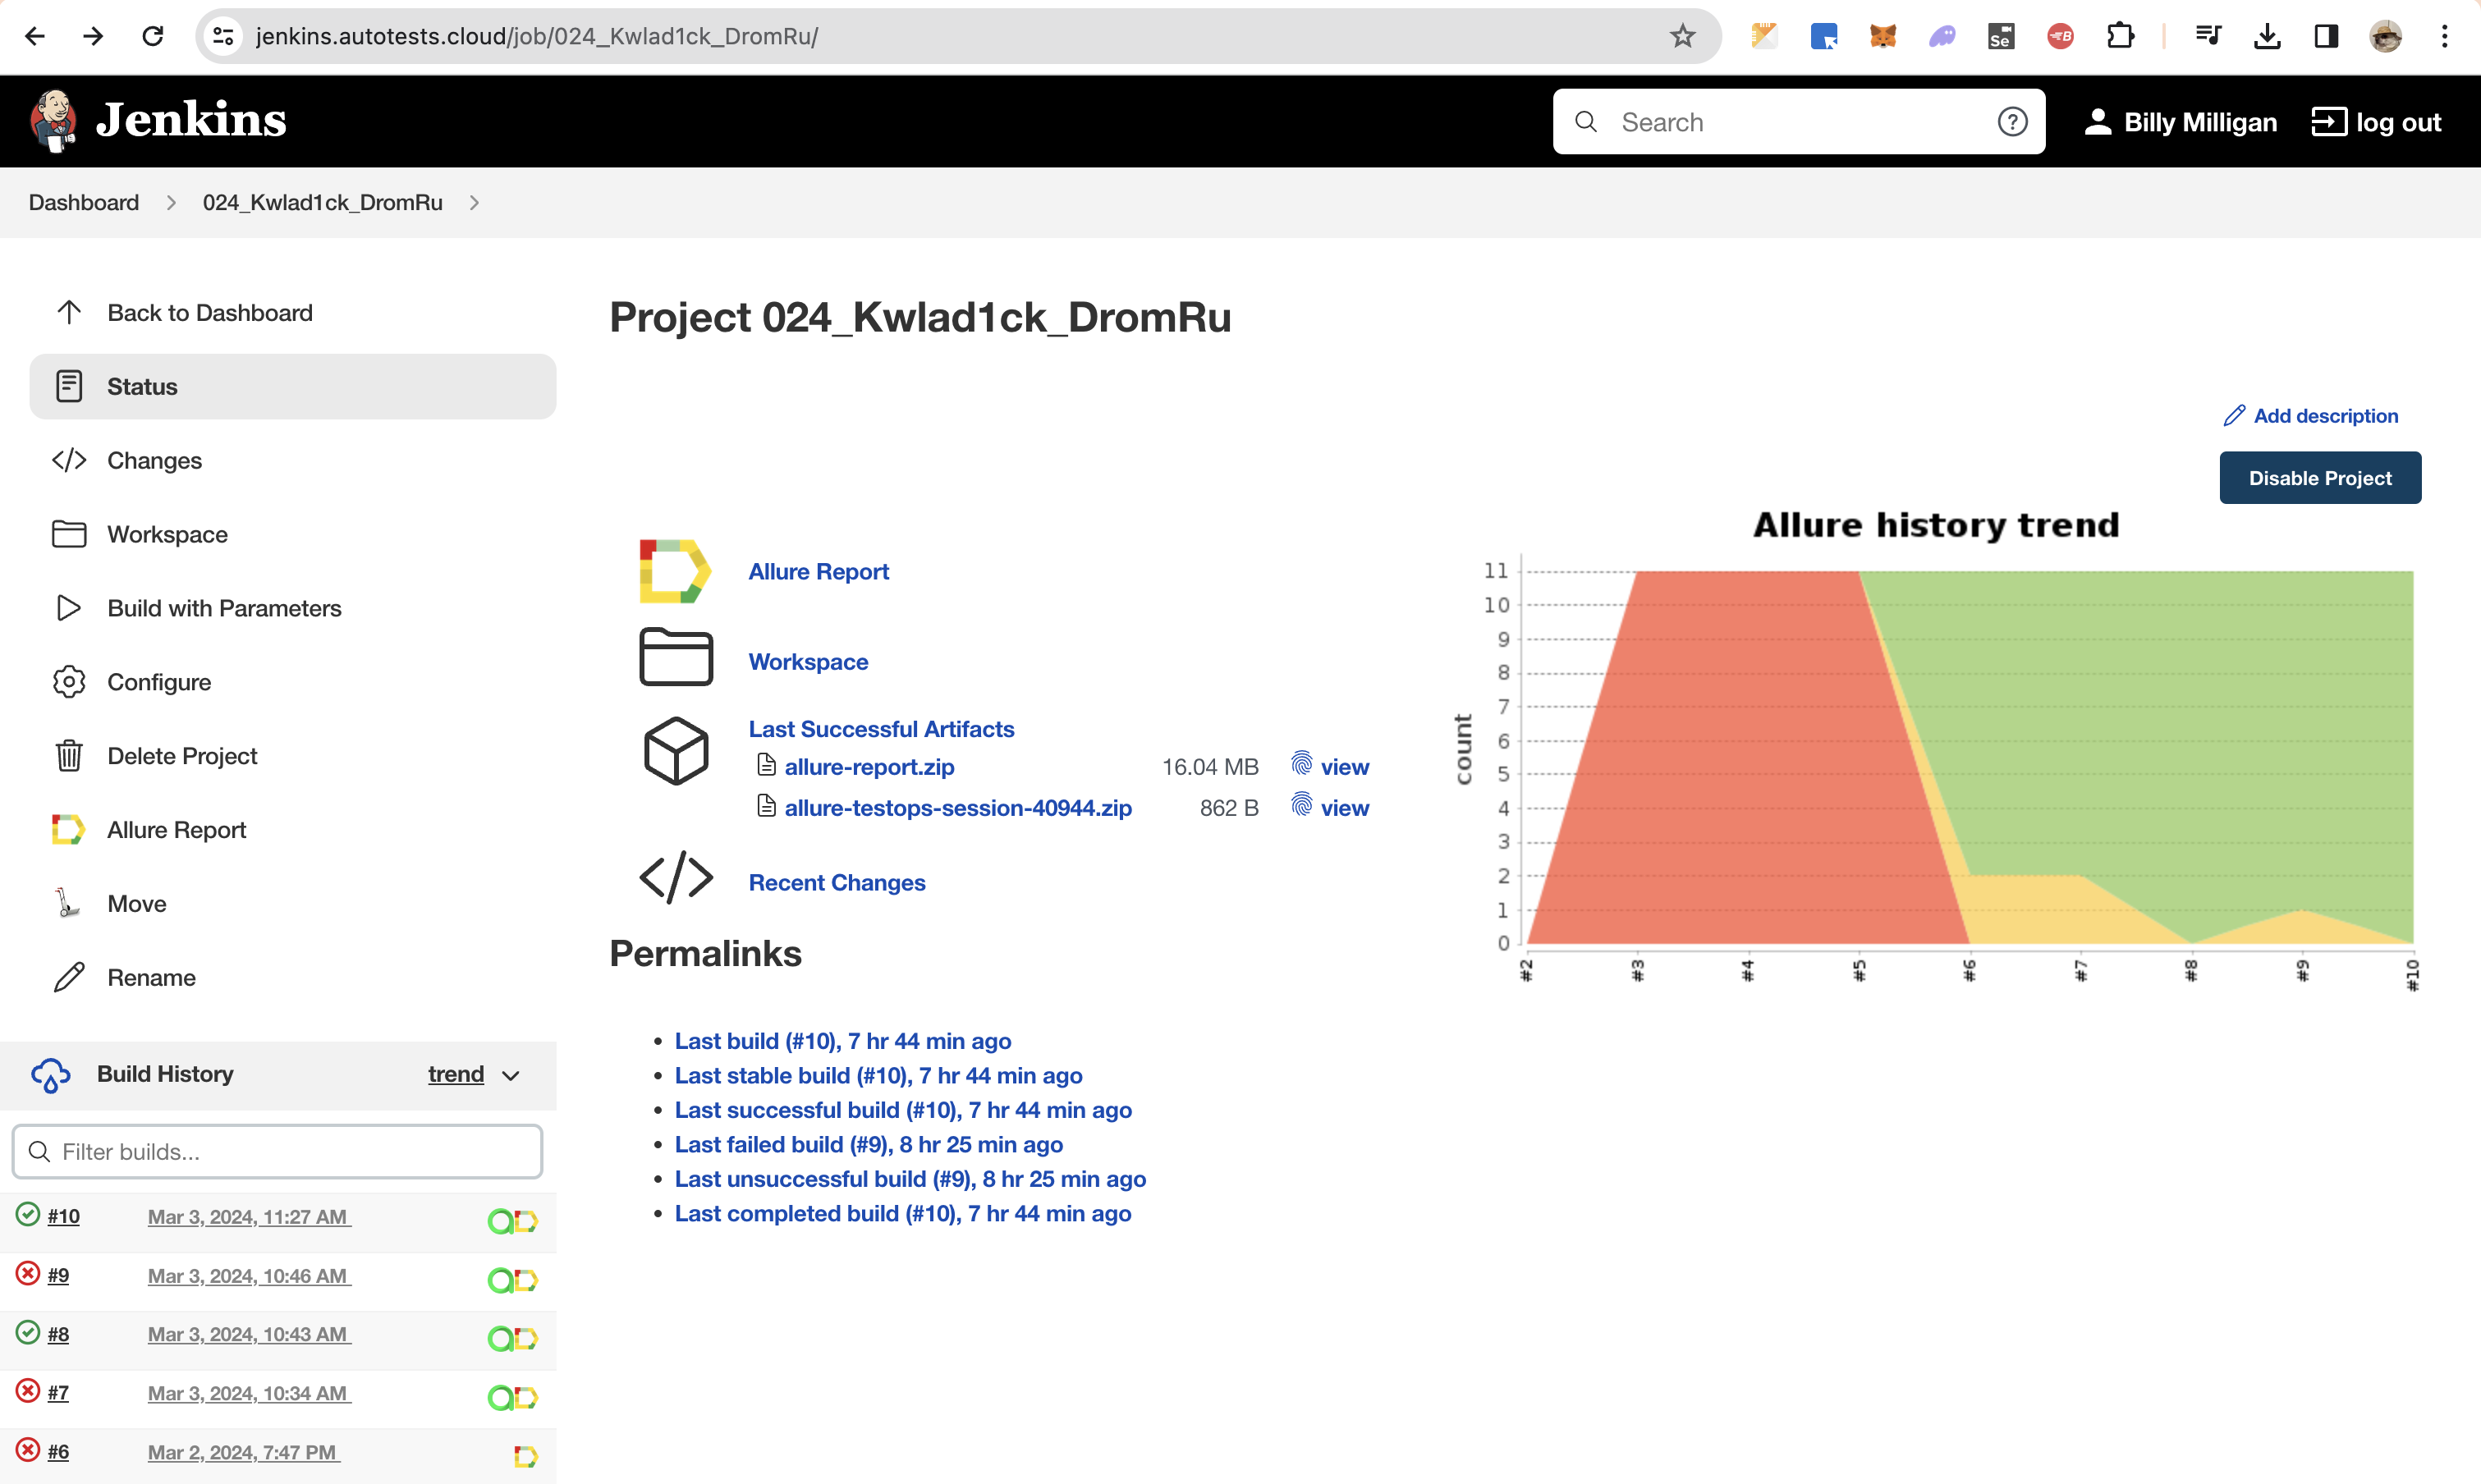 jenkins.autotests.cloud/job/024_Kwlad1ck_DromRu/
Se
B
Jenkins
Search
?
Billy Milligan
log out
Dashboard
024_Kwlad1ck_DromRu
Back to Dashboard
Status
Changes
Workspace
Build with Parameters
Configure
Delete Project
Allure Report
Move
Rename
Build History
trend
Filter builds...
#10 Mar 3, 2024, 11:27 AM
#9 Mar 3, 2024, 10:46 AM
#8 Mar 3, 2024, 10:43 AM
#7 Mar 3, 2024, 10:34 AM
#6 Mar 2, 2024, 7:47 PM
Project 024_Kwlad1ck_DromRu
Add description
Disable Project
Allure Report
Workspace
Last Successful Artifacts
allure-report.zip 16.04 MB view
allure-testops-session-40944.zip 862 B view
Recent Changes
Permalinks
Last build (#10), 7 hr 44 min ago
Last stable build (#10), 7 hr 44 min ago
Last successful build (#10), 7 hr 44 min ago
Last failed build (#9), 8 hr 25 min ago
Last unsuccessful build (#9), 8 hr 25 min ago
Last completed build (#10), 7 hr 44 min ago
Allure history trend
count
11
10
9
8
7
6
5
4
3
2
1
0
#2 #3 #4 #5 #6 #7 #8 #9 #10